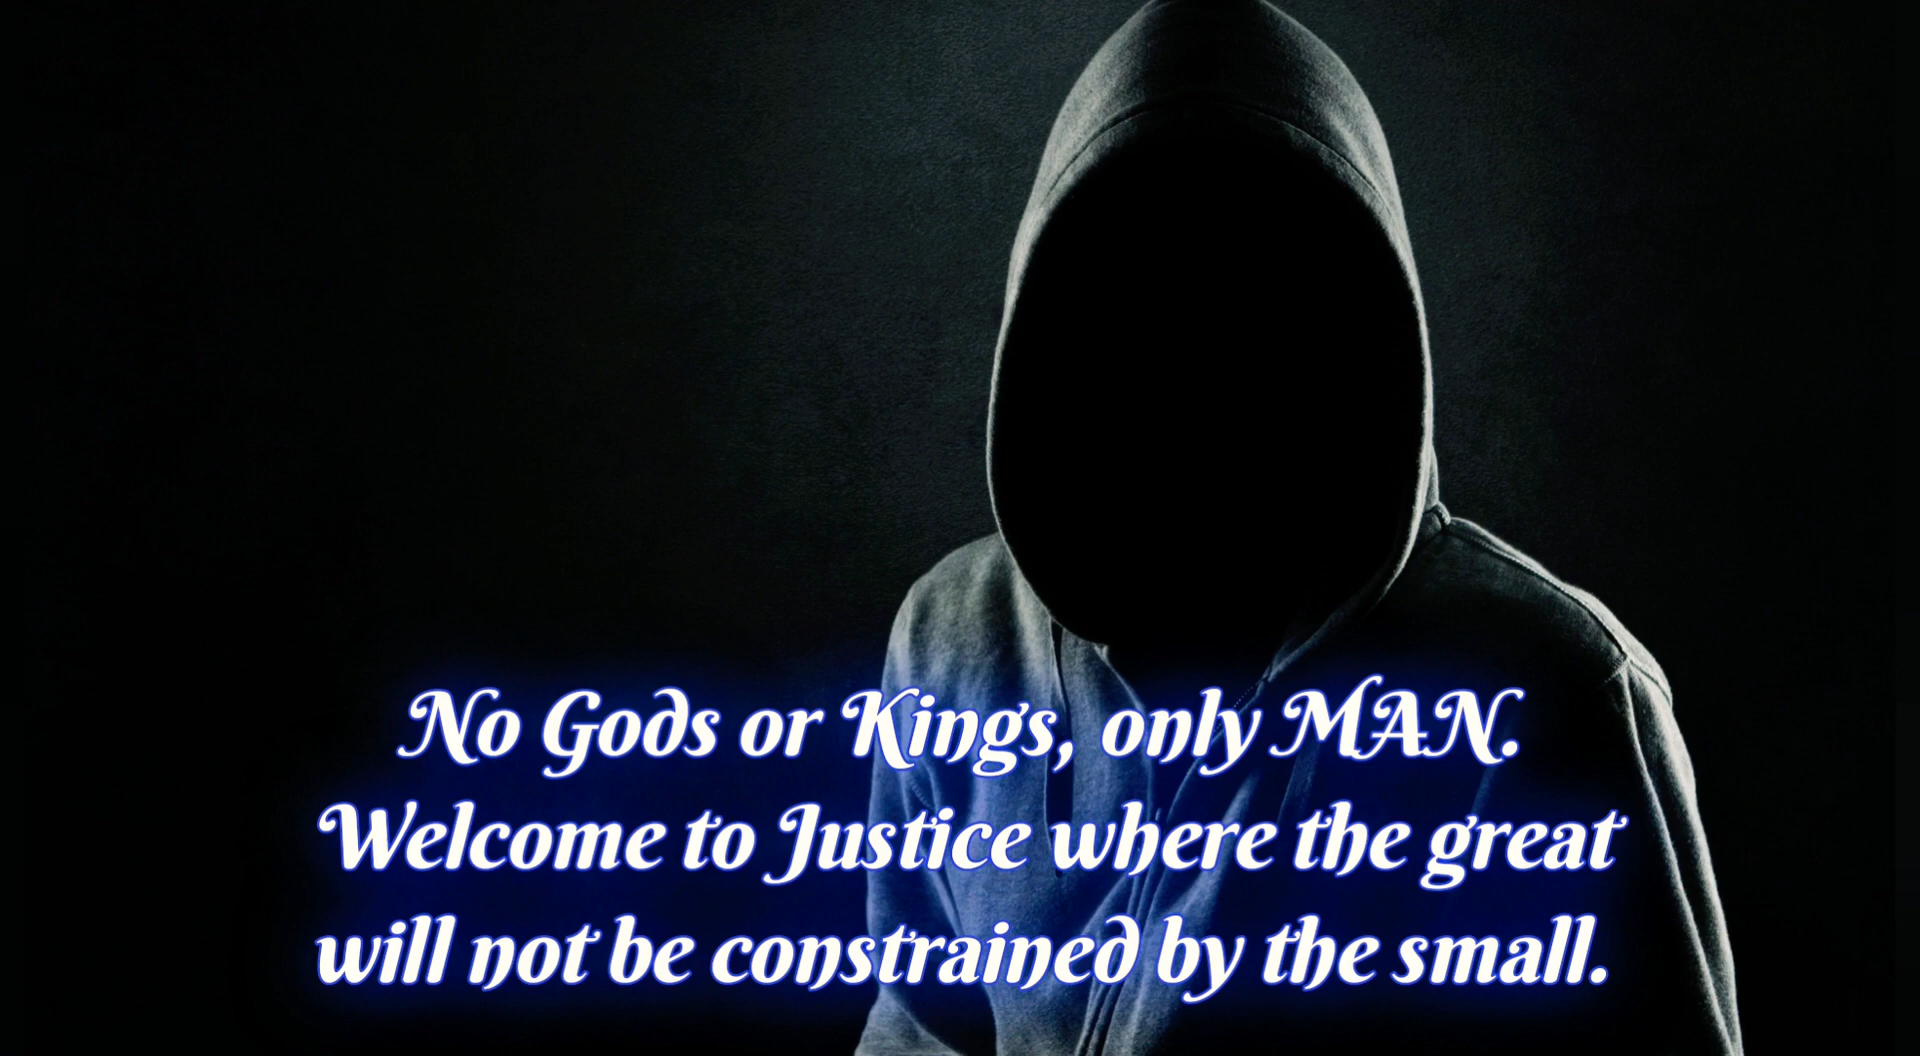 No Gods or Kings, only MAN.
Welcome to Justice where the great
will not be constrained by the small.